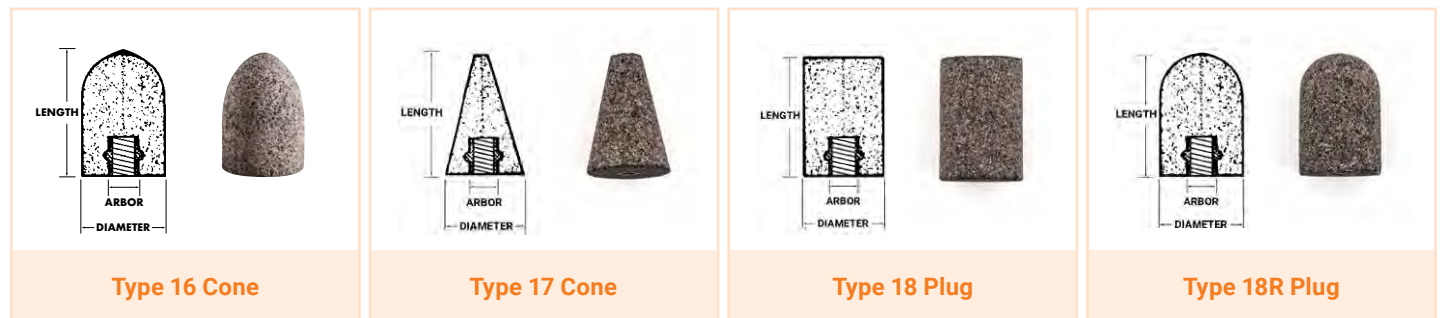 LENGTH
ARBOR
DIAMETER
Type 16 Cone
LENGTH
ARBOR
DIAMETER
Type 17 Cone
LENGTH
ARBOR
DIAMETER
Type 18 Plug
LENGTH
ARBOR
DIAMETER
Type 18R Plug